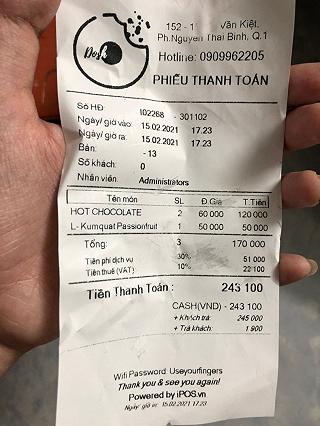 Dosh
152 - 1 Văn Kiệt,
Ph.Nguyễn Thái Bình, Q.1
Hotline: 0909962205
PHIẾU THANH TOÁN
Số HĐ: I02268 - 301102
Ngày/ giờ vào: 15.02.2021 17.23
Ngày/ giờ ra: 15.02.2021 17.23
Bàn: - 13
Số khách: 0
Nhân viên: Administrators
Tên món SL Đ.Giá T.Tiền
HOT CHOCOLATE 2 60 000 120 000
L- Kumquat Passionfruit 1 50 000 50 000
Tổng: 3 170 000
Tiền phí dịch vụ 30% 51 000
Tiền thuế (VAT) 10% 22 100
Tiền Thanh Toán : 243 100
CASH(VND) - 243 100
+ Khách trả: 245 000
+ Trả khách: 1 900
Wifi Password: Useyourfingers
Thank you & see you again!
Powered by iPOS.vn
Ngày/ giờ in: 15.02.2021 17.23